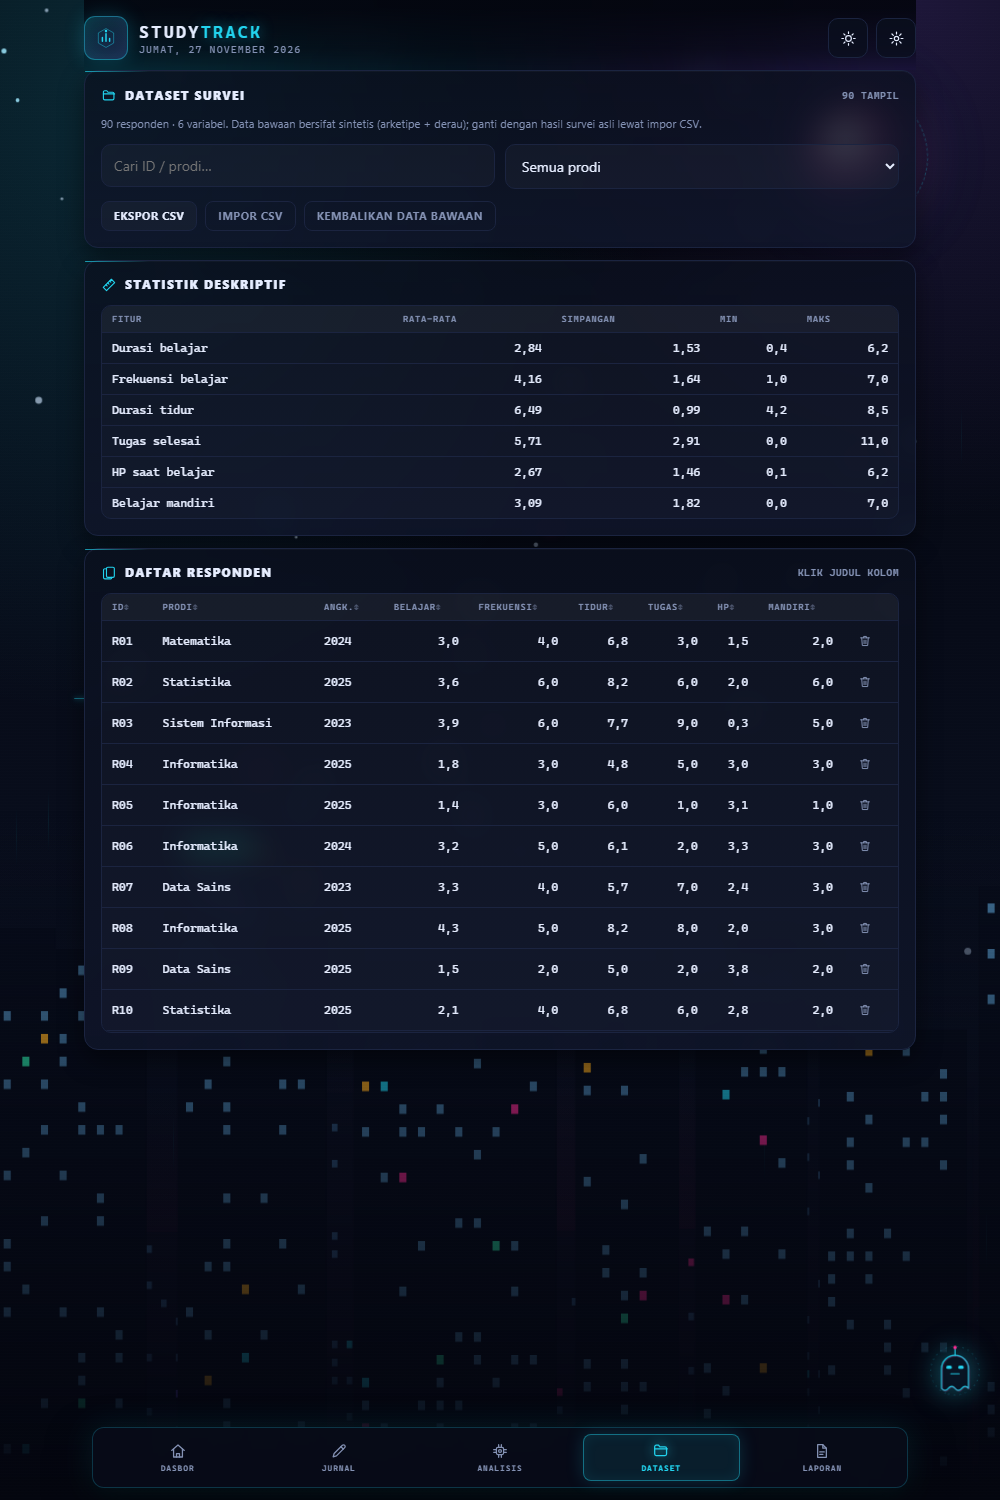 STUDYTRACK
JUMAT, 27 NOVEMBER 2026
DATASET SURVEI
90 TAMPIL
90 responden · 6 variabel. Data bawaan bersifat sintetis (arketipe + derau); ganti dengan hasil survei asli lewat impor CSV.
Cari ID / prodi...
Semua prodi
EKSPOR CSV IMPOR CSV KEMBALIKAN DATA BAWAAN
STATISTIK DESKRIPTIF
FITUR RATA-RATA SIMPANGAN MIN MAKS
Durasi belajar 2,84 1,53 0,4 6,2
Frekuensi belajar 4,16 1,64 1,0 7,0
Durasi tidur 6,49 0,99 4,2 8,5
Tugas selesai 5,71 2,91 0,0 11,0
HP saat belajar 2,67 1,46 0,1 6,2
Belajar mandiri 3,09 1,82 0,0 7,0
DAFTAR RESPONDEN
KLIK JUDUL KOLOM
ID PRODI ANGK. BELAJAR FREKUENSI TIDUR TUGAS HP MANDIRI
R01 Matematika 2024 3,0 4,0 6,8 3,0 1,5 2,0
R02 Statistika 2025 3,6 6,0 8,2 6,0 2,0 6,0
R03 Sistem Informasi 2023 3,9 6,0 7,7 9,0 0,3 5,0
R04 Informatika 2025 1,8 3,0 4,8 5,0 3,0 3,0
R05 Informatika 2025 1,4 3,0 6,0 1,0 3,1 1,0
R06 Informatika 2024 3,2 5,0 6,1 2,0 3,3 3,0
R07 Data Sains 2023 3,3 4,0 5,7 7,0 2,4 3,0
R08 Informatika 2025 4,3 5,0 8,2 8,0 2,0 3,0
R09 Data Sains 2025 1,5 2,0 5,0 2,0 3,8 2,0
R10 Statistika 2025 2,1 4,0 6,8 6,0 2,8 2,0
DASBOR JURNAL ANALISIS DATASET LAPORAN